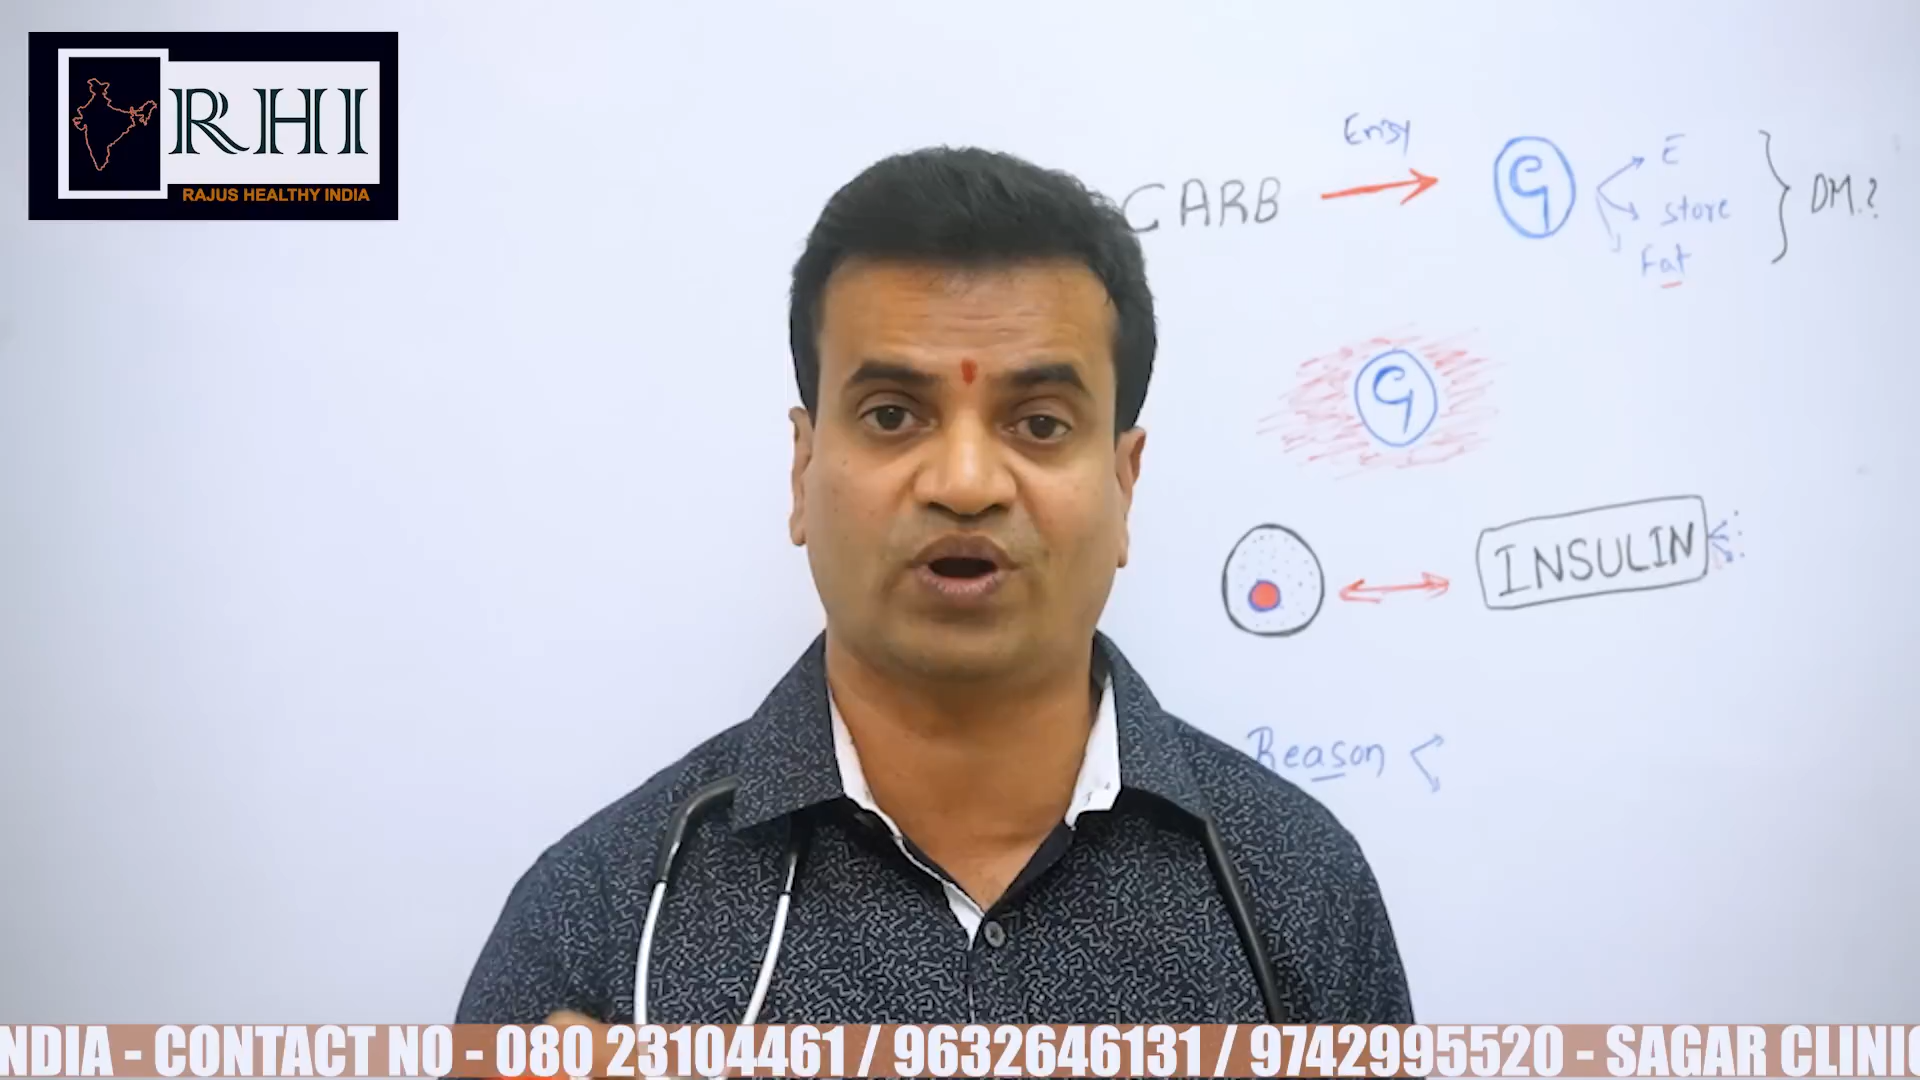 RHI
RAJUS HEALTHY INDIA
CARB
G
E
store
Fat
DM.?
G
INSULIN
Reason
NDIA - CONTACT NO - 080 23104461 / 9632646131 / 9742995520 - SAGAR CLINIC